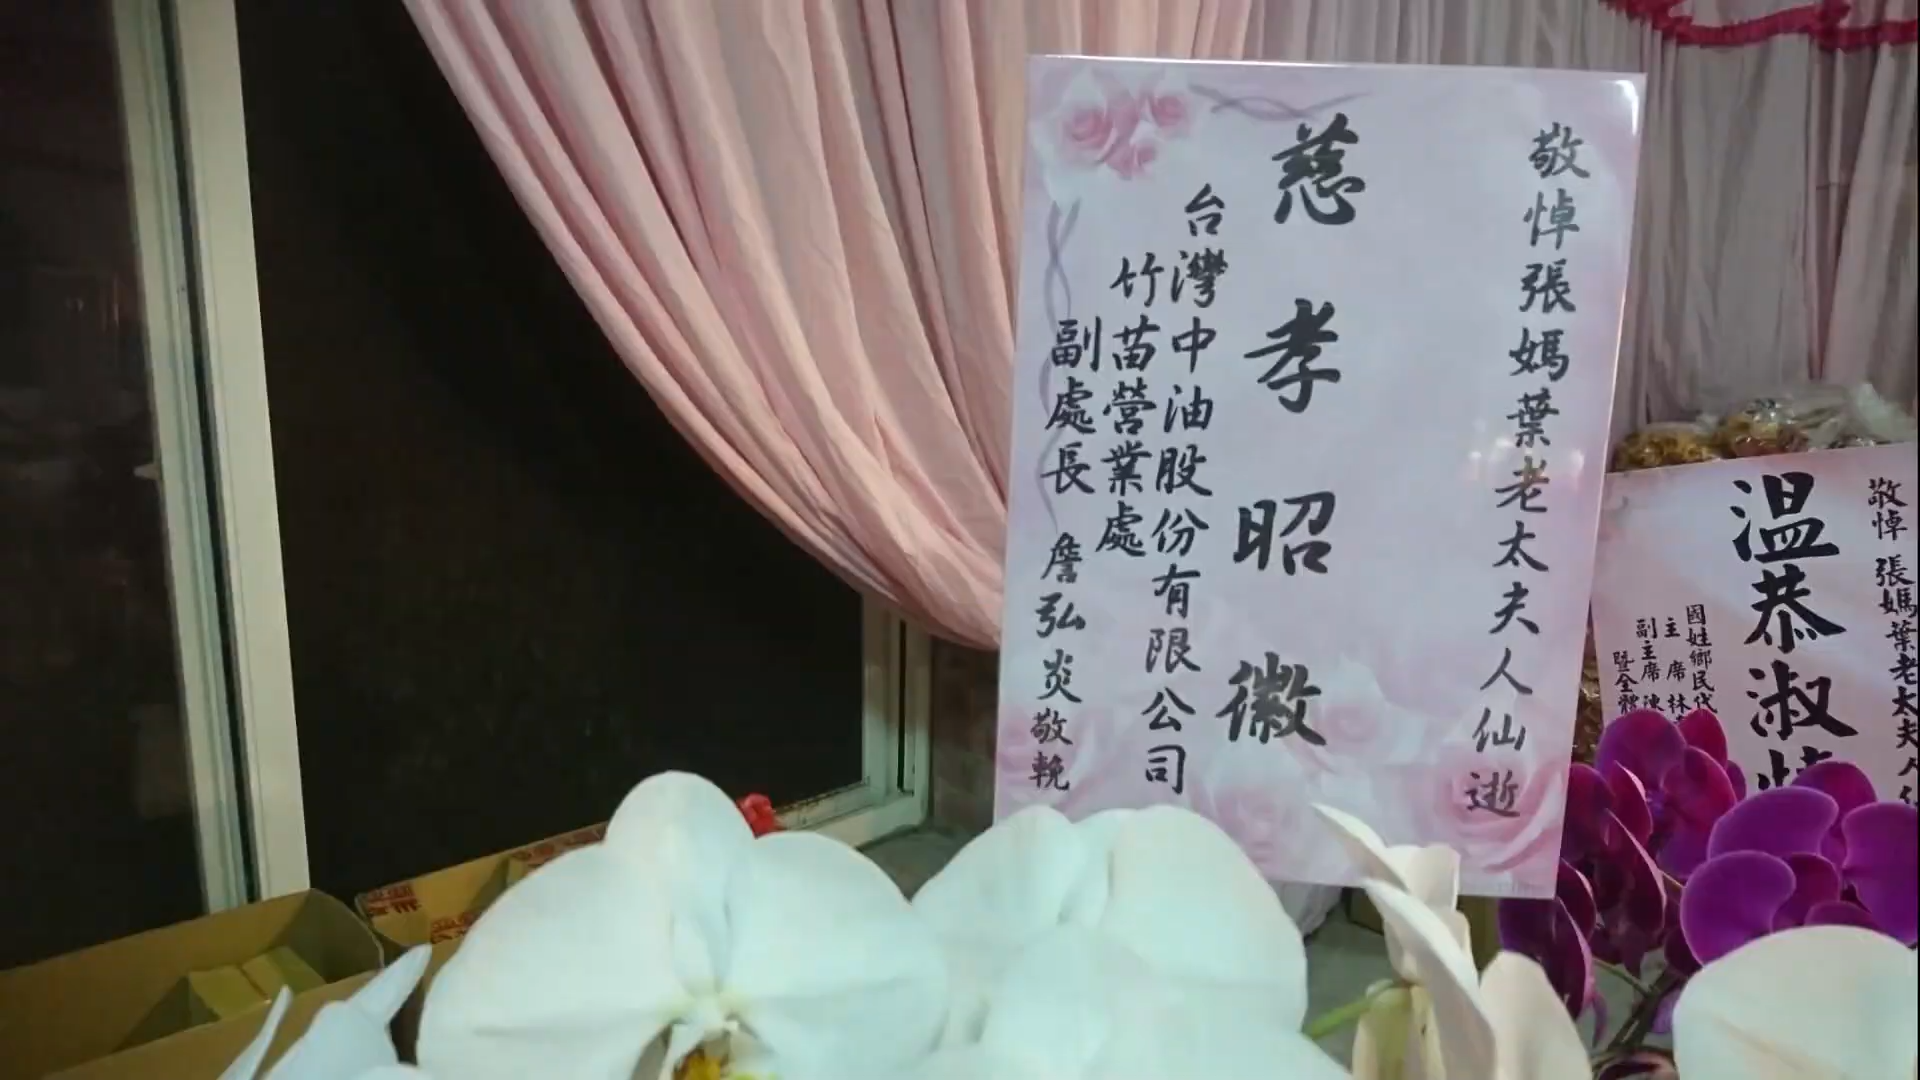 敬悼張媽葉老太夫人仙逝
慈孝昭徽
台灣中油股份有限公司
竹苗營業處
副處長 詹弘炎敬輓
敬悼 張媽葉老太夫人
溫恭淑
國姓鄉民代
主席 林
副主席 陳
暨全體